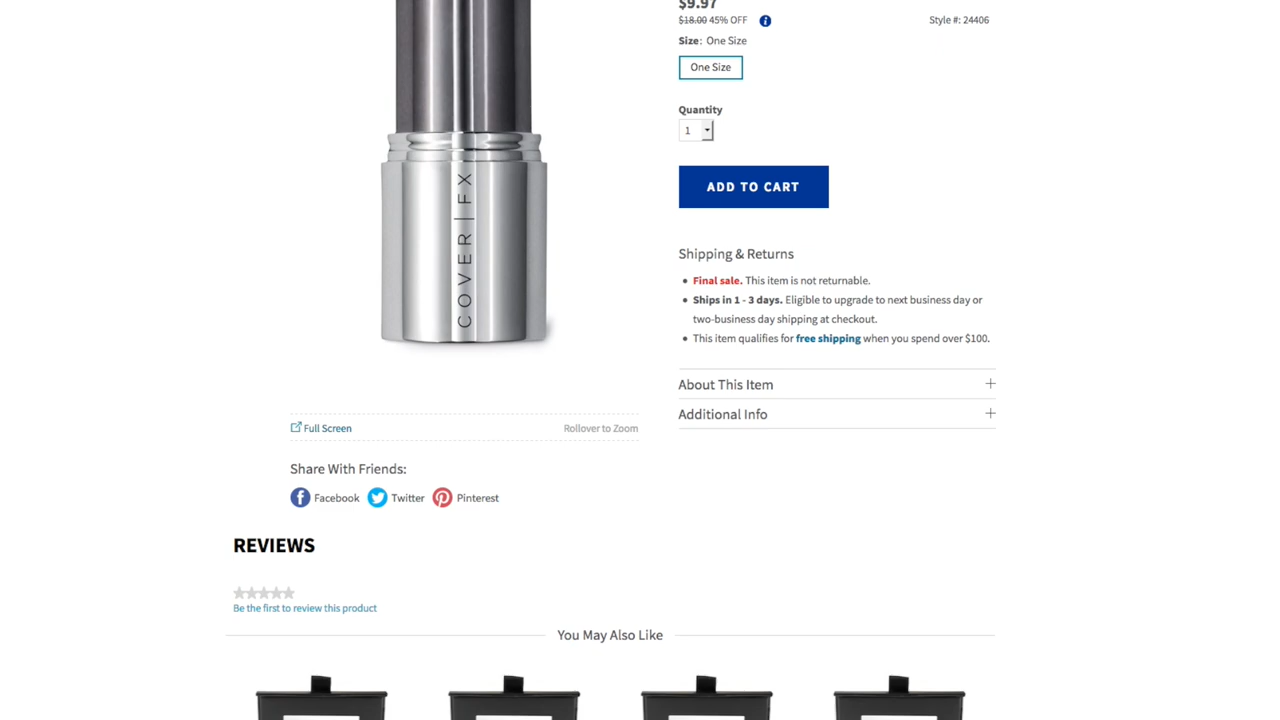 $9.97
$18.00 45% OFF
Style #: 24406
Size: One Size
One Size
Quantity
1
ADD TO CART
COVER | FX
Shipping & Returns
Final sale. This item is not returnable.
Ships in 1 - 3 days. Eligible to upgrade to next business day or
two-business day shipping at checkout.
This item qualifies for free shipping when you spend over $100.
About This Item
Additional Info
Full Screen
Rollover to Zoom
Share With Friends:
Facebook Twitter Pinterest
REVIEWS
Be the first to review this product
You May Also Like